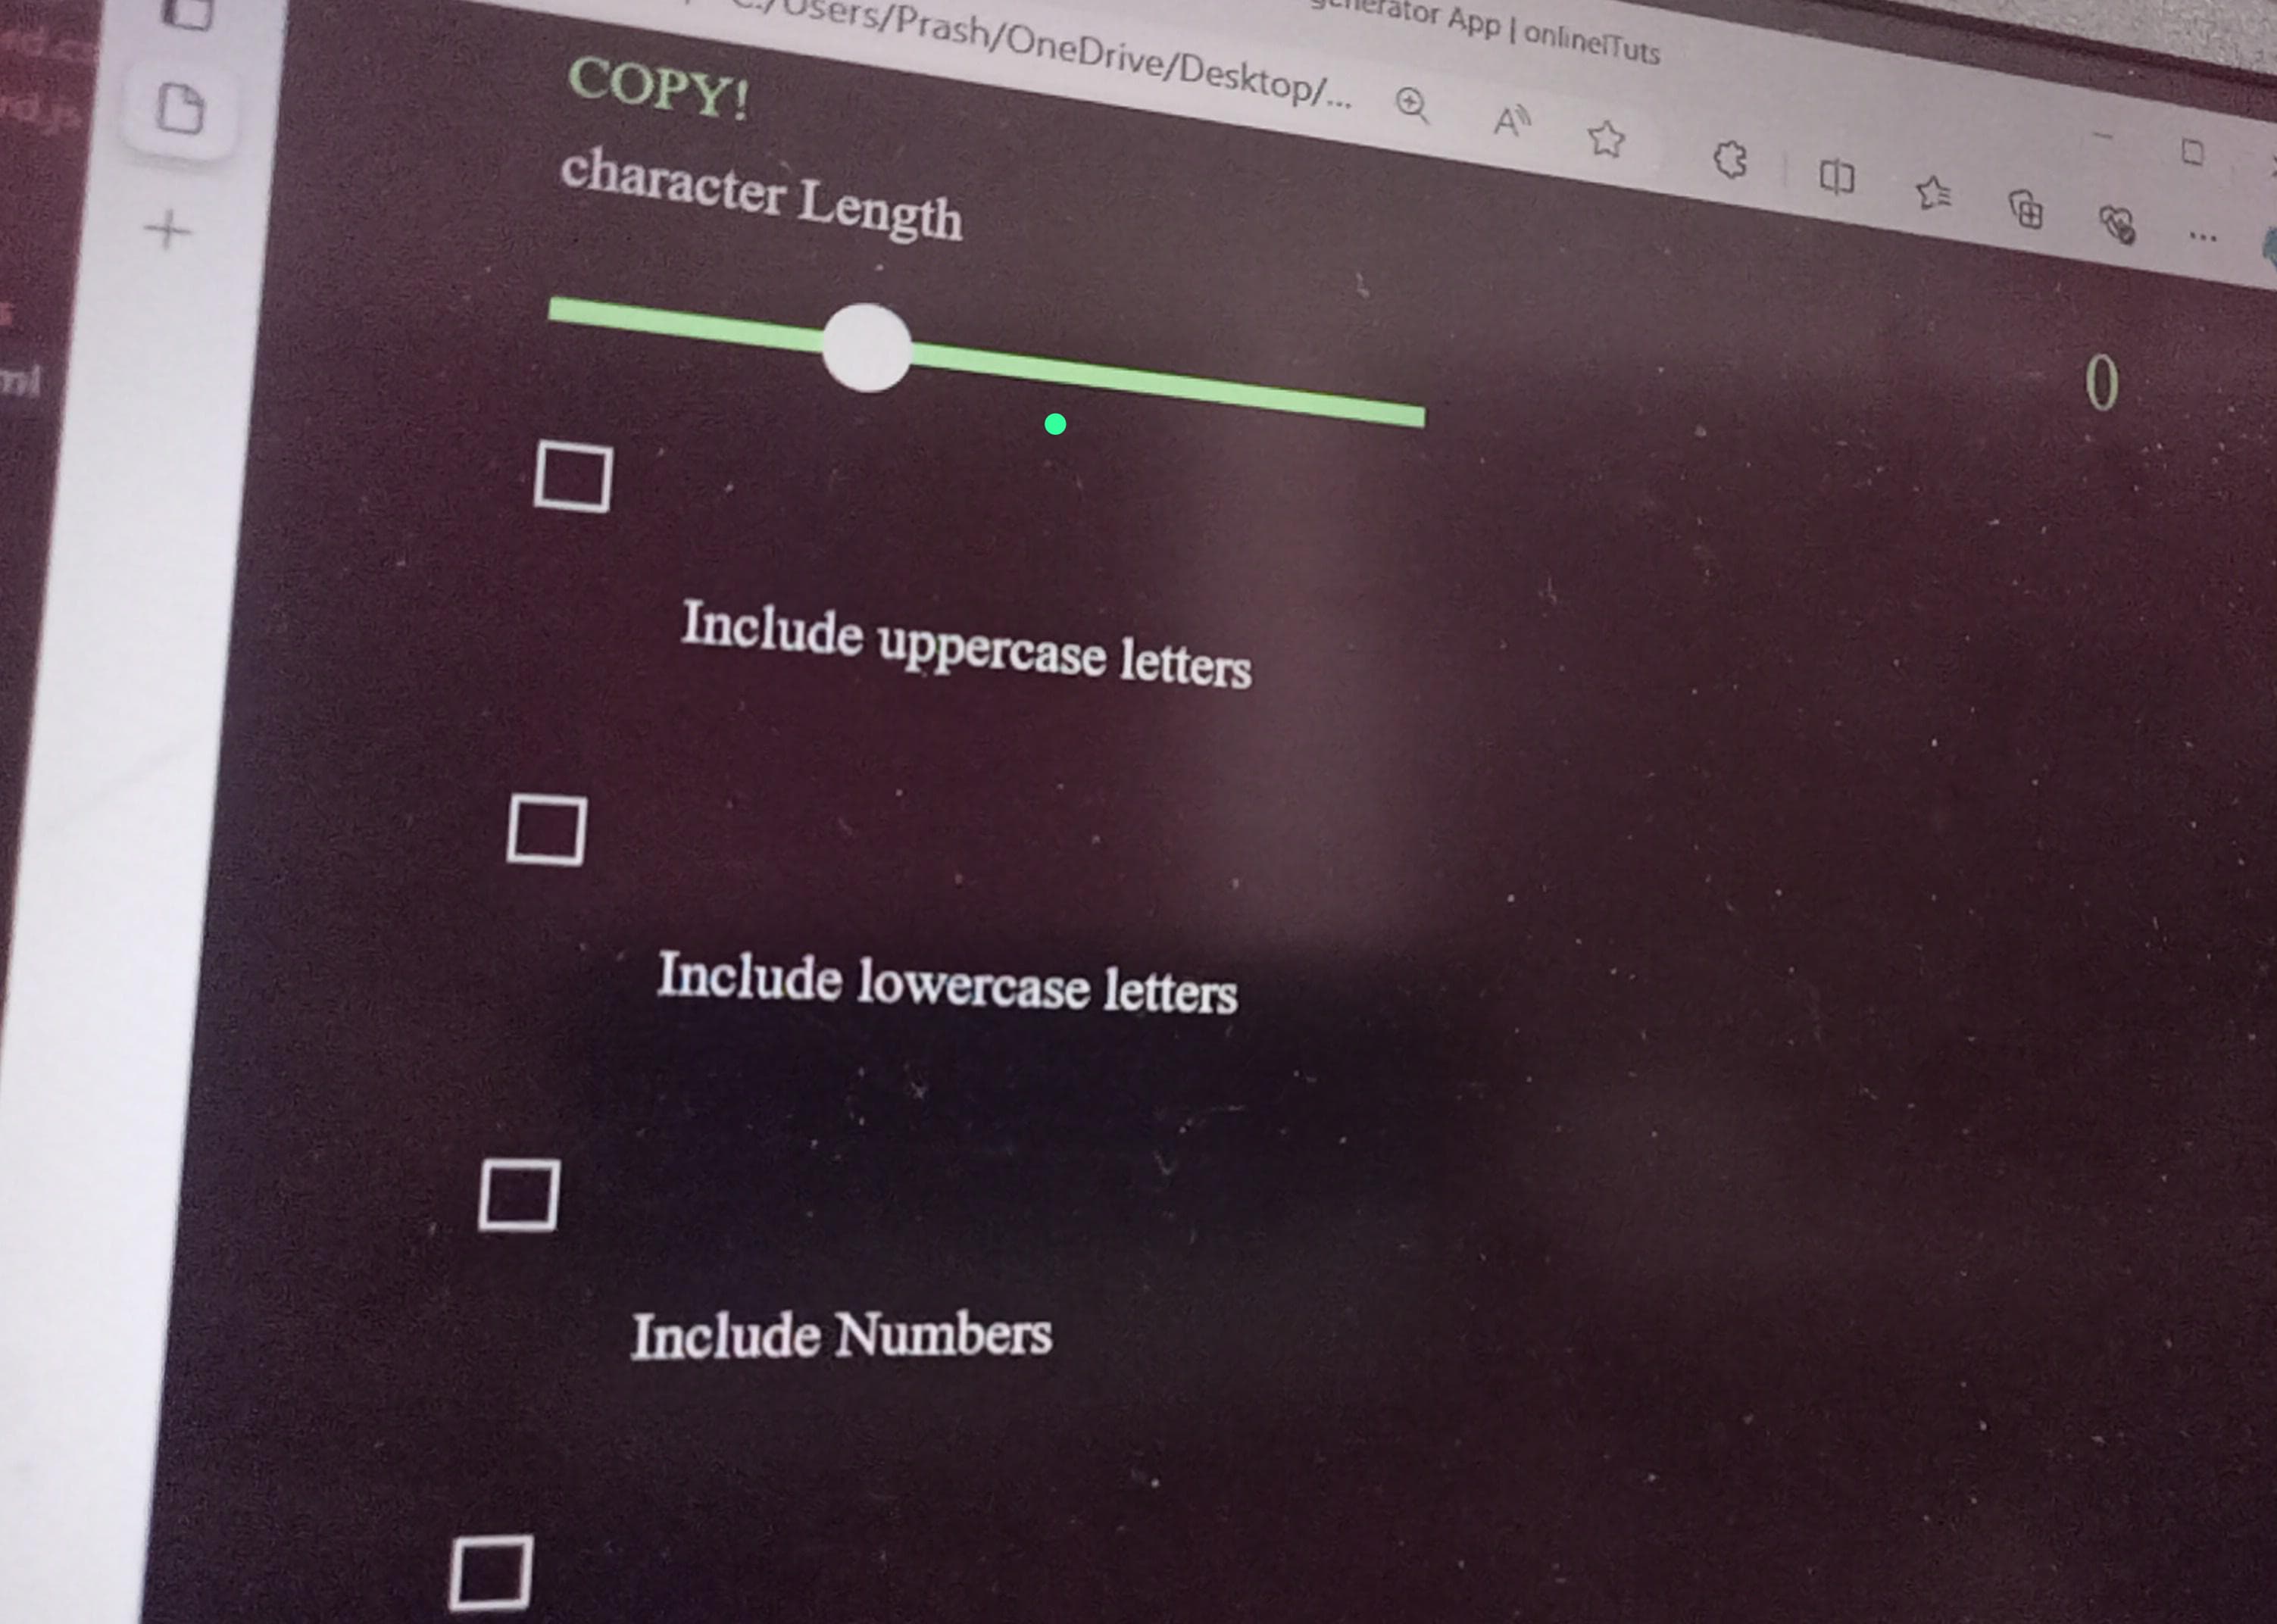 App | onlineITuts
C:/Users/Prash/OneDrive/Desktop/...
COPY!
character Length
0
Include uppercase letters
Include lowercase letters
Include Numbers